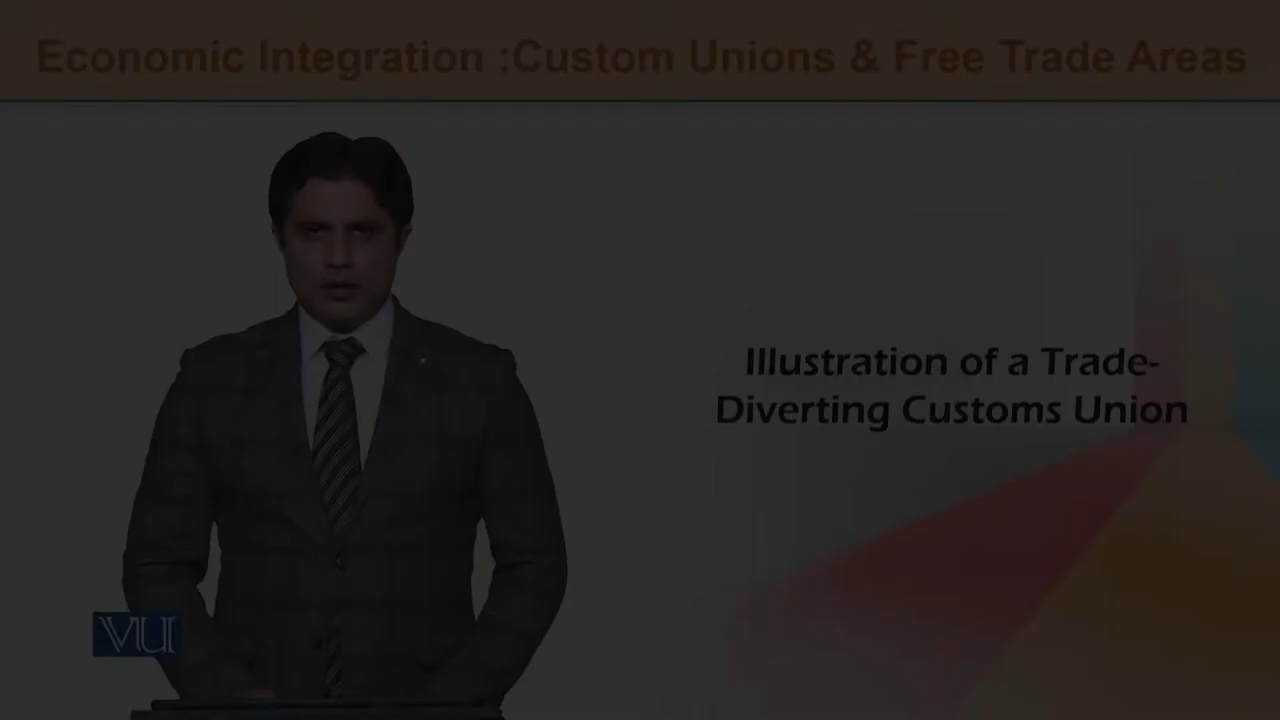 Economic Integration :Custom Unions & Free Trade Areas
Illustration of a Trade-
Diverting Customs Union
VU